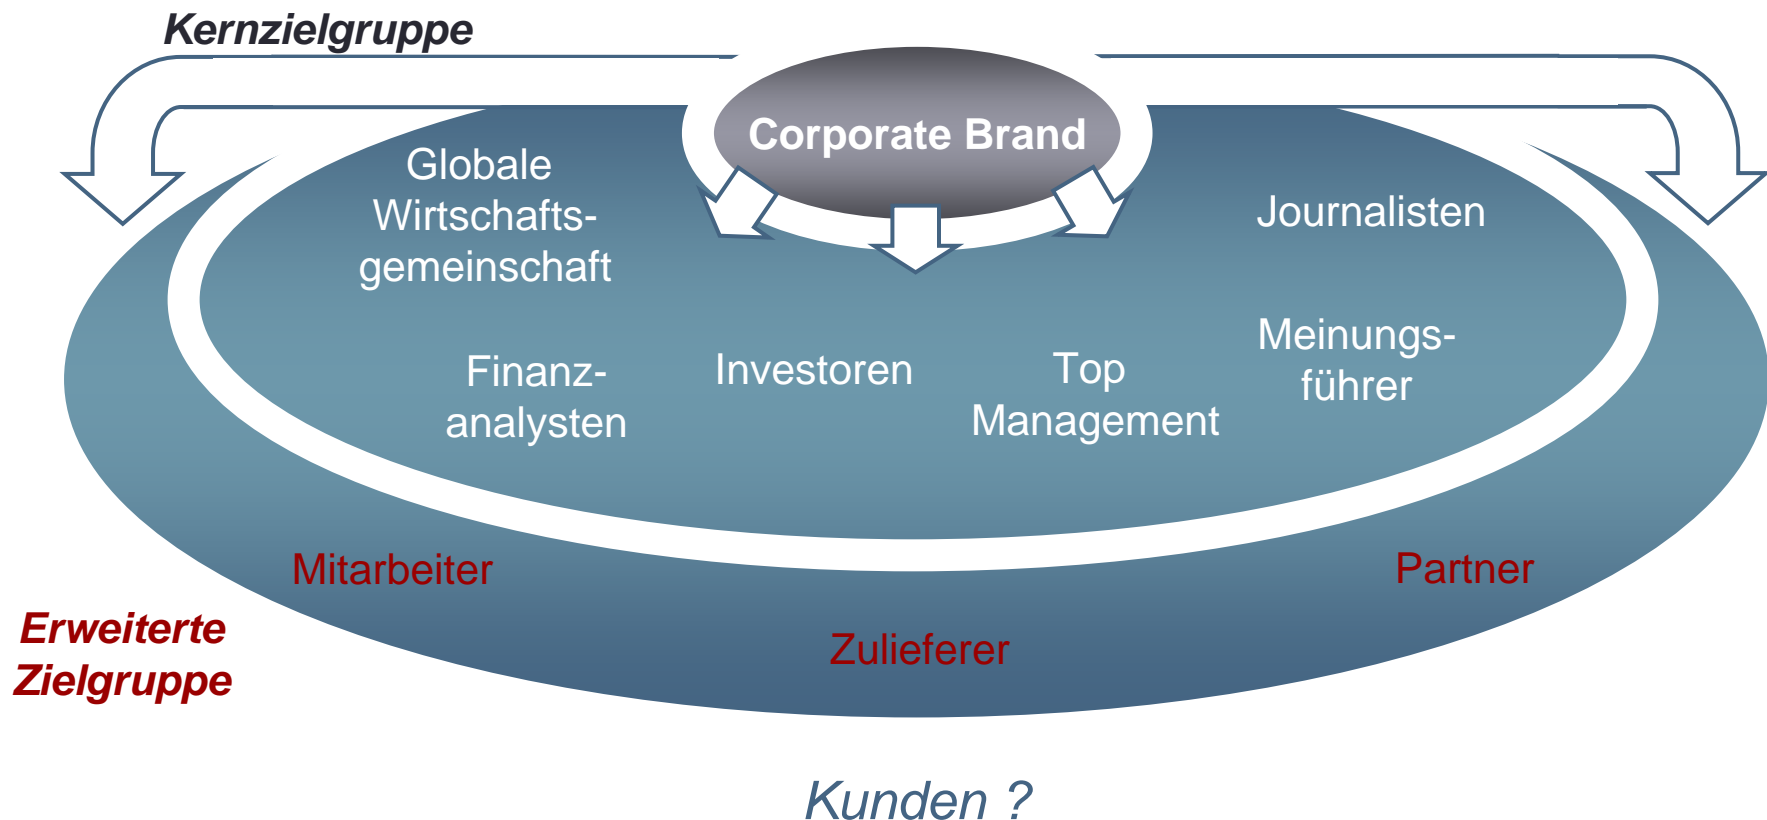 Kernzielgruppe
Corporate Brand
Globale
Wirtschafts-
gemeinschaft
Journalisten
Finanz-
analysten
Investoren
Top
Management
Meinungs-
führer
Mitarbeiter
Partner
Zulieferer
Erweiterte
Zielgruppe
Kunden ?